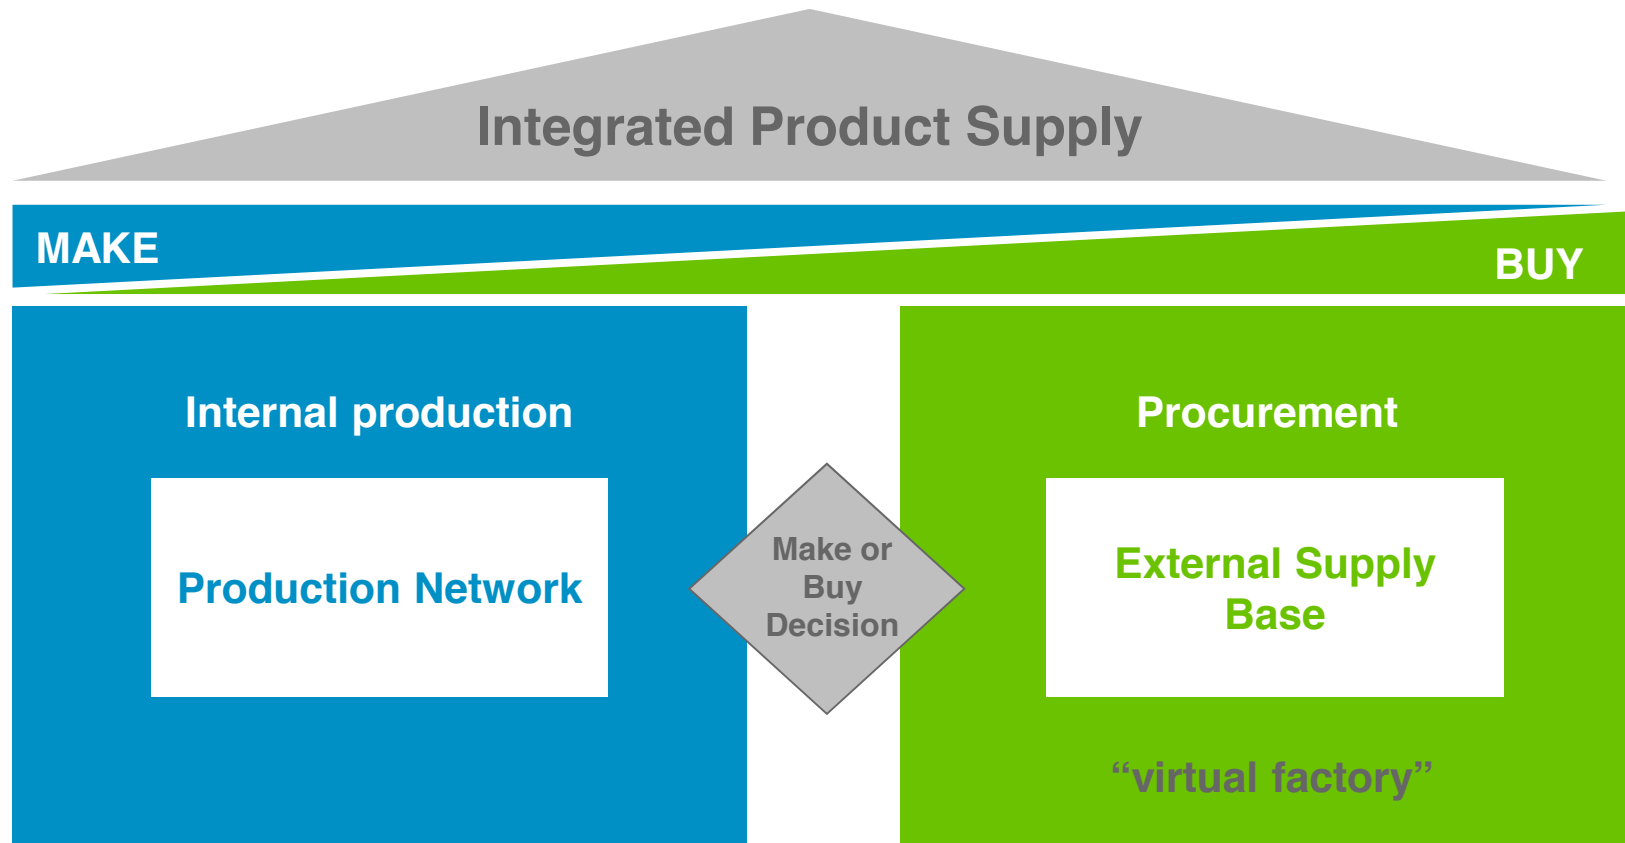 Integrated Product Supply
MAKE
BUY
Internal production
Production Network
Make or
Buy
Decision
Procurement
External Supply
Base
“virtual factory”